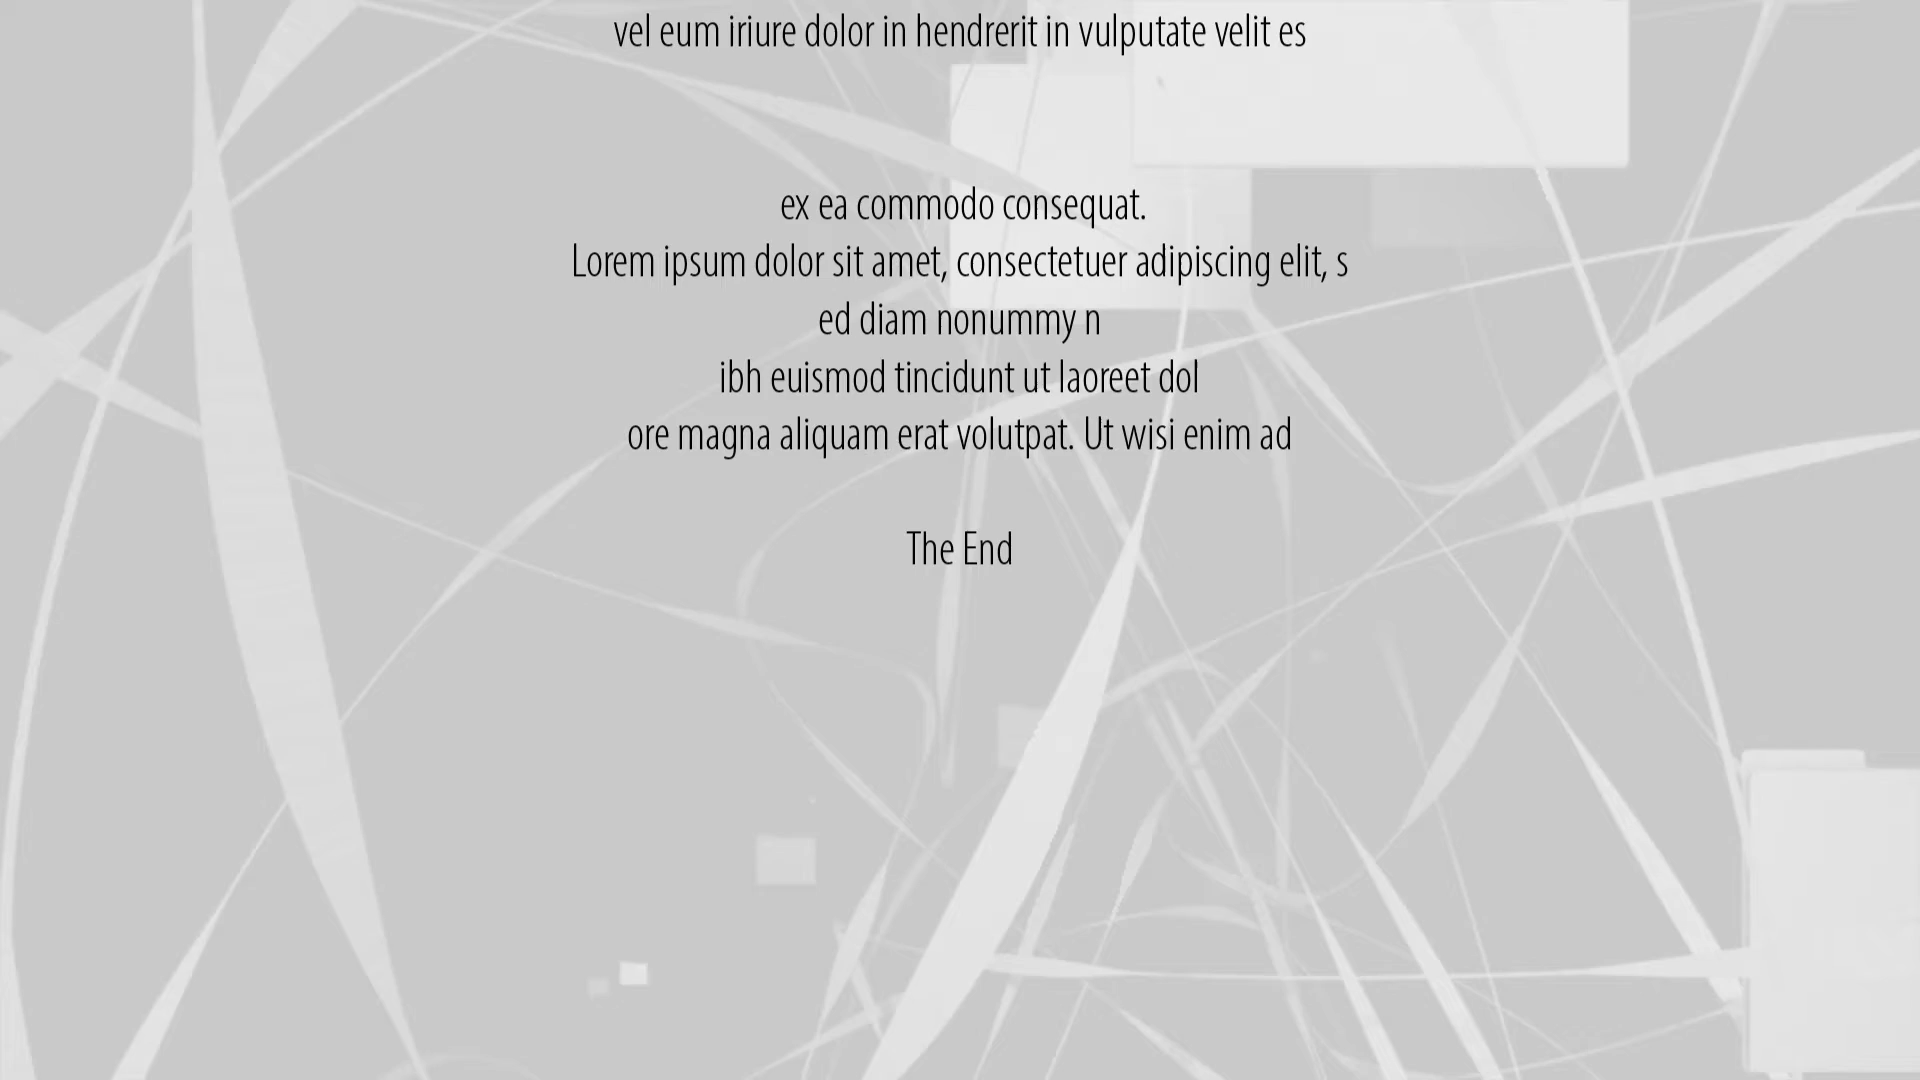 vel eum iriure dolor in hendrerit in vulputate velit es
ex ea commodo consequat.
Lorem ipsum dolor sit amet, consectetuer adipiscing elit, s
ed diam nonummy n
ibh euismod tincidunt ut laoreet dol
ore magna aliquam erat volutpat. Ut wisi enim ad
The End